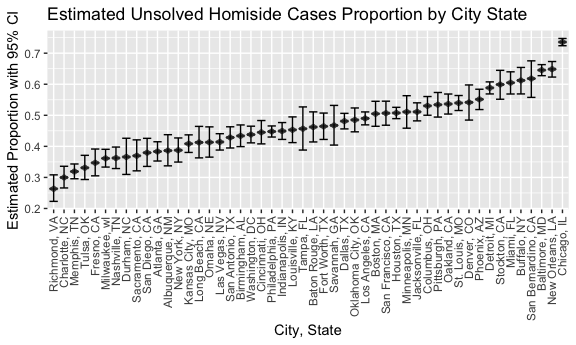 Estimated Unsolved Homiside Cases Proportion by City State
Estimated Proportion with 95% CI
0.7
0.6
0.5
0.4
0.3
0.2
Richmond, VA
Charlotte, NC
Memphis, TN
Tulsa, OK
Fresno, CA
Milwaukee, wI
Nashville, TN
Durham, NC
Sacramento, CA
San Diego, CA
Atlanta, GA
Albuquerque, NM
New York, NY
Kansas City, MO
Long Beach, CA
Omaha, NE
Las Vegas, NV
San Antonio, TX
Birmingham, AL
Washington, DC
Cincinnati, OH
Philadelphia, PA
Indianapolis, IN
Louisville, KY
Tampa, FL
Baton Rouge, LA
Fort Worth, TX
Savannah, GA
Dallas, TX
Oklahoma City, OK
Los Angeles, CA
Boston, MA
San Francisco, CA
Houston, TX
Minneapolis, MN
Jacksonville, FL
Columbus, OH
Pittsburgh, PA
Oakland, CA
St. Louis, MO
Denver, CO
Phoenix, AZ
Detroit, MI
Stockton, CA
Miami, FL
Buffalo, NY
San Bernardino, CA
Baltimore, MD
New Orleans, LA
Chicago, IL
City, State